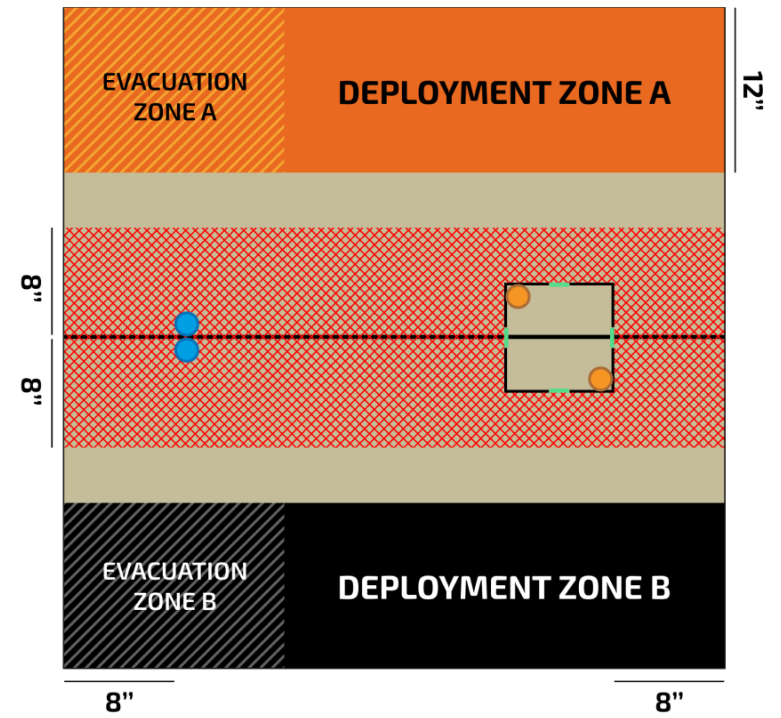 EVACUATION
ZONE A
DEPLOYMENT ZONE A
12”
8”
8”
EVACUATION
ZONE B
DEPLOYMENT ZONE B
8”
8”